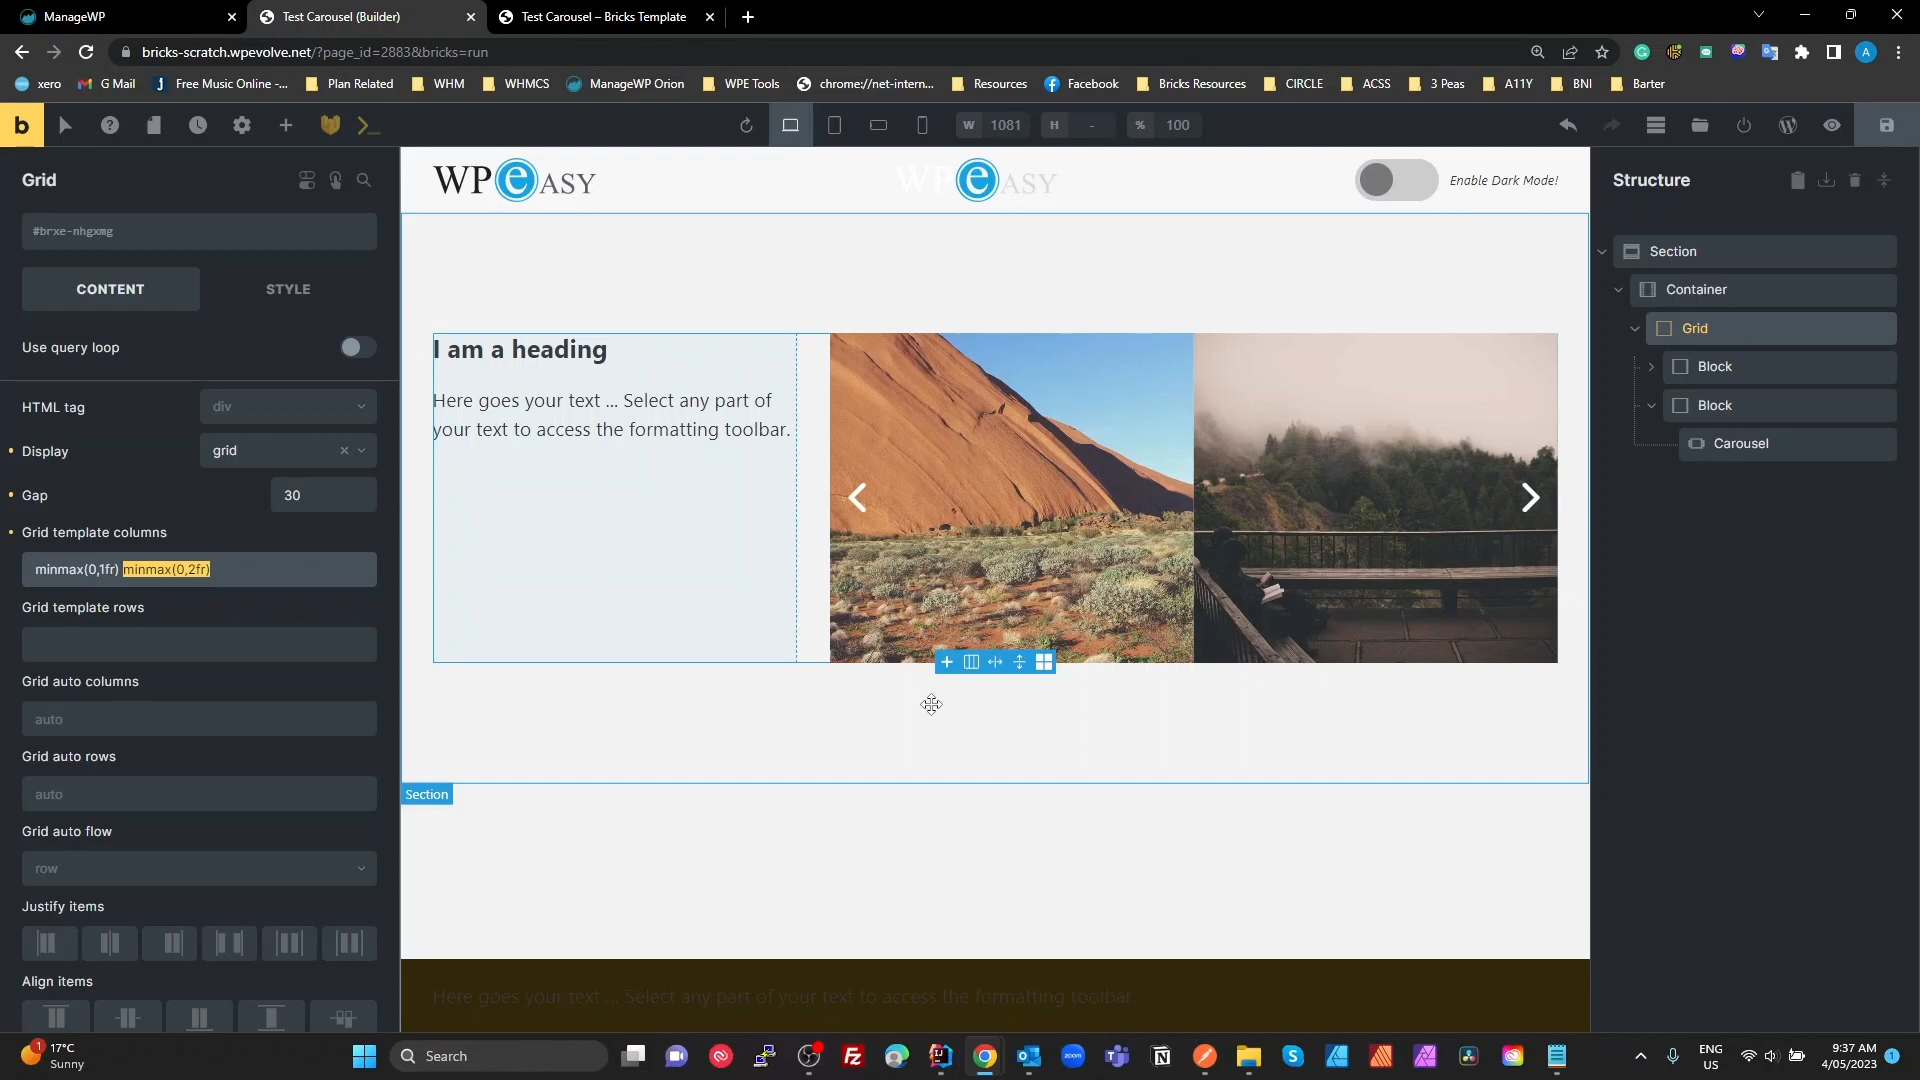 ManageWP
Test Carousel (Builder)
Test Carousel – Bricks Template
bricks-scratch.wpevolve.net/?page_id=2883&bricks=run
A
xero
G Mail
Free Music Online -...
Plan Related
WHM
WHMCS
ManageWP Orion
WPE Tools
chrome://net-intern...
Resources
Facebook
Bricks Resources
CIRCLE
ACSS
3 Peas
A11Y
BNI
Barter
b
W 1081
H -
% 100
Grid
#brxe-nhgxmg
CONTENT
STYLE
Use query loop
HTML tag
div
Display
grid
Gap
30
Grid template columns
minmax(0,1fr) minmax(0,2fr)
Grid template rows
Grid auto columns
auto
Grid auto rows
auto
Grid auto flow
row
Justify items
Align items
WPeASY
WPeASY
Enable Dark Mode!
I am a heading
Here goes your text ... Select any part of
your text to access the formatting toolbar.
Section
Here goes your text ... Select any part of your text to access the formatting toolbar.
Structure
Section
Container
Grid
Block
Block
Carousel
1
17°C
Sunny
Search
zoom
ENG
US
9:37 AM
4/05/2023
1